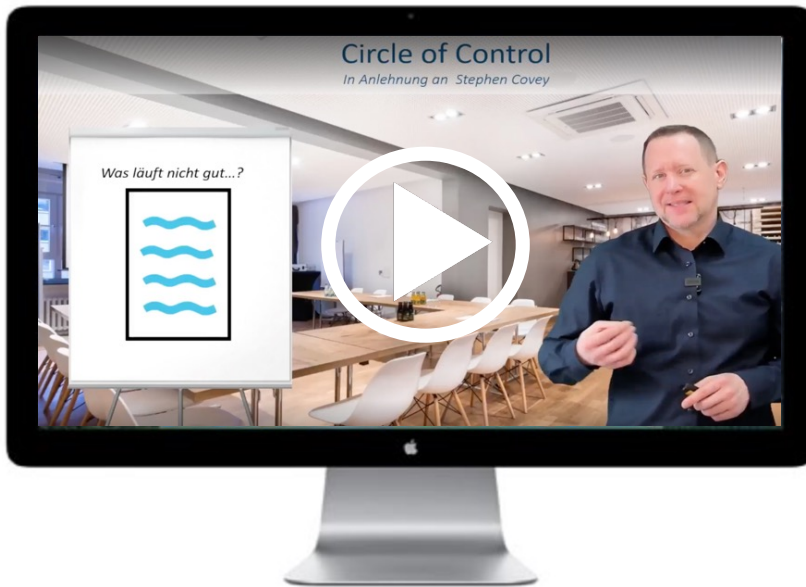 Circle of Control
In Anlehnung an Stephen Covey
Was läuft nicht gut...?